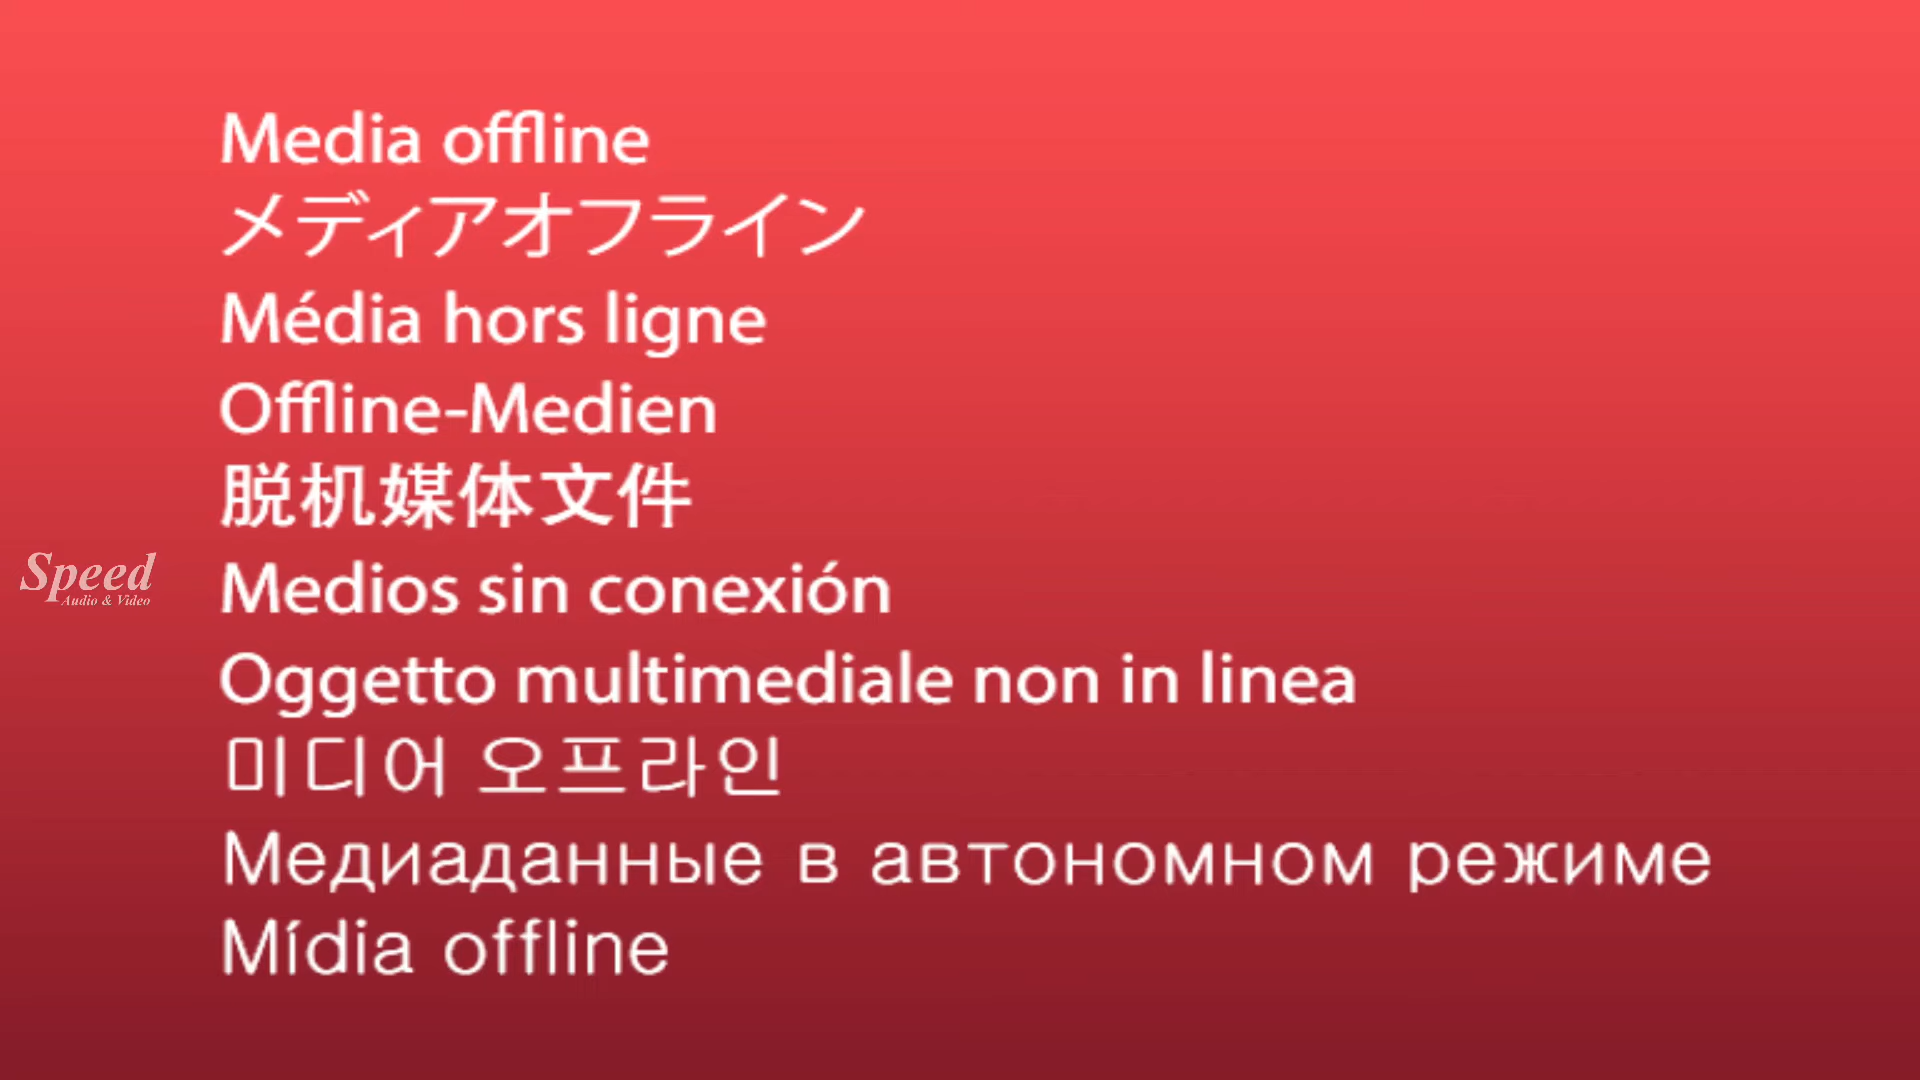 Media offline
メディアオフライン
Média hors ligne
Offline-Medien
脱机媒体文件
Speed
Audio & Video
Medios sin conexión
Oggetto multimediale non in linea
미디어 오프라인
Медиаданные в автономном режиме
Mídia offline